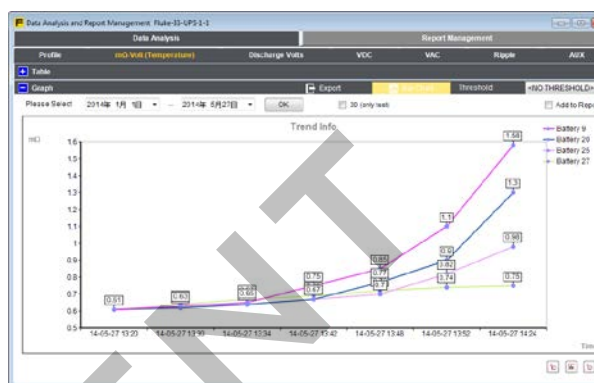 Data Analysis and Report Management Fluke-03-UPS-1-1
Data Analysis Report Management
Profile mΩ-Volt (Temperature) Discharge Volts VDC VAC Ripple AUX
Table
Graph Export Threshold <NO THRESHOLD>
Please Select 2014年 1月 1日 -- 2014年 5月27日 OK 3D (only last) Add to Repo
Trend Info
mΩ
Battery 9
Battery 20
Battery 25
Battery 27
1.6
1.5
1.4
1.3
1.2
1.1
1
0.9
0.8
0.7
0.6
0.5
0.61
0.63
0.65
0.75
0.67
0.85
0.77
0.7
1.1
0.9
0.82
0.74
1.58
1.3
0.98
0.75
14-05-27 13:20 14-05-27 13:30 14-05-27 13:34 14-05-27 13:42 14-05-27 13:48 14-05-27 13:52 14-05-27 14:24
Time